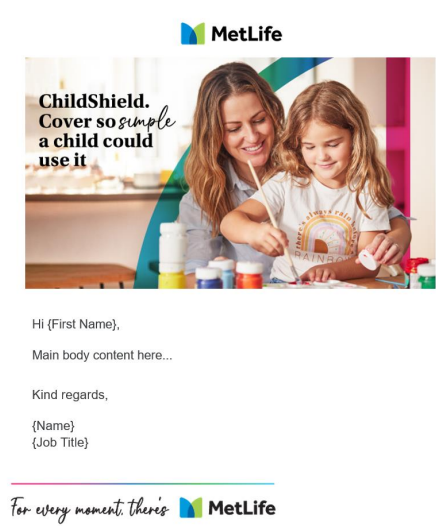 MetLife
ChildShield.
Cover so simple
a child could
use it
Hi {First Name},
Main body content here...
Kind regards,
{Name}
{Job Title}
For every moment, there's MetLife